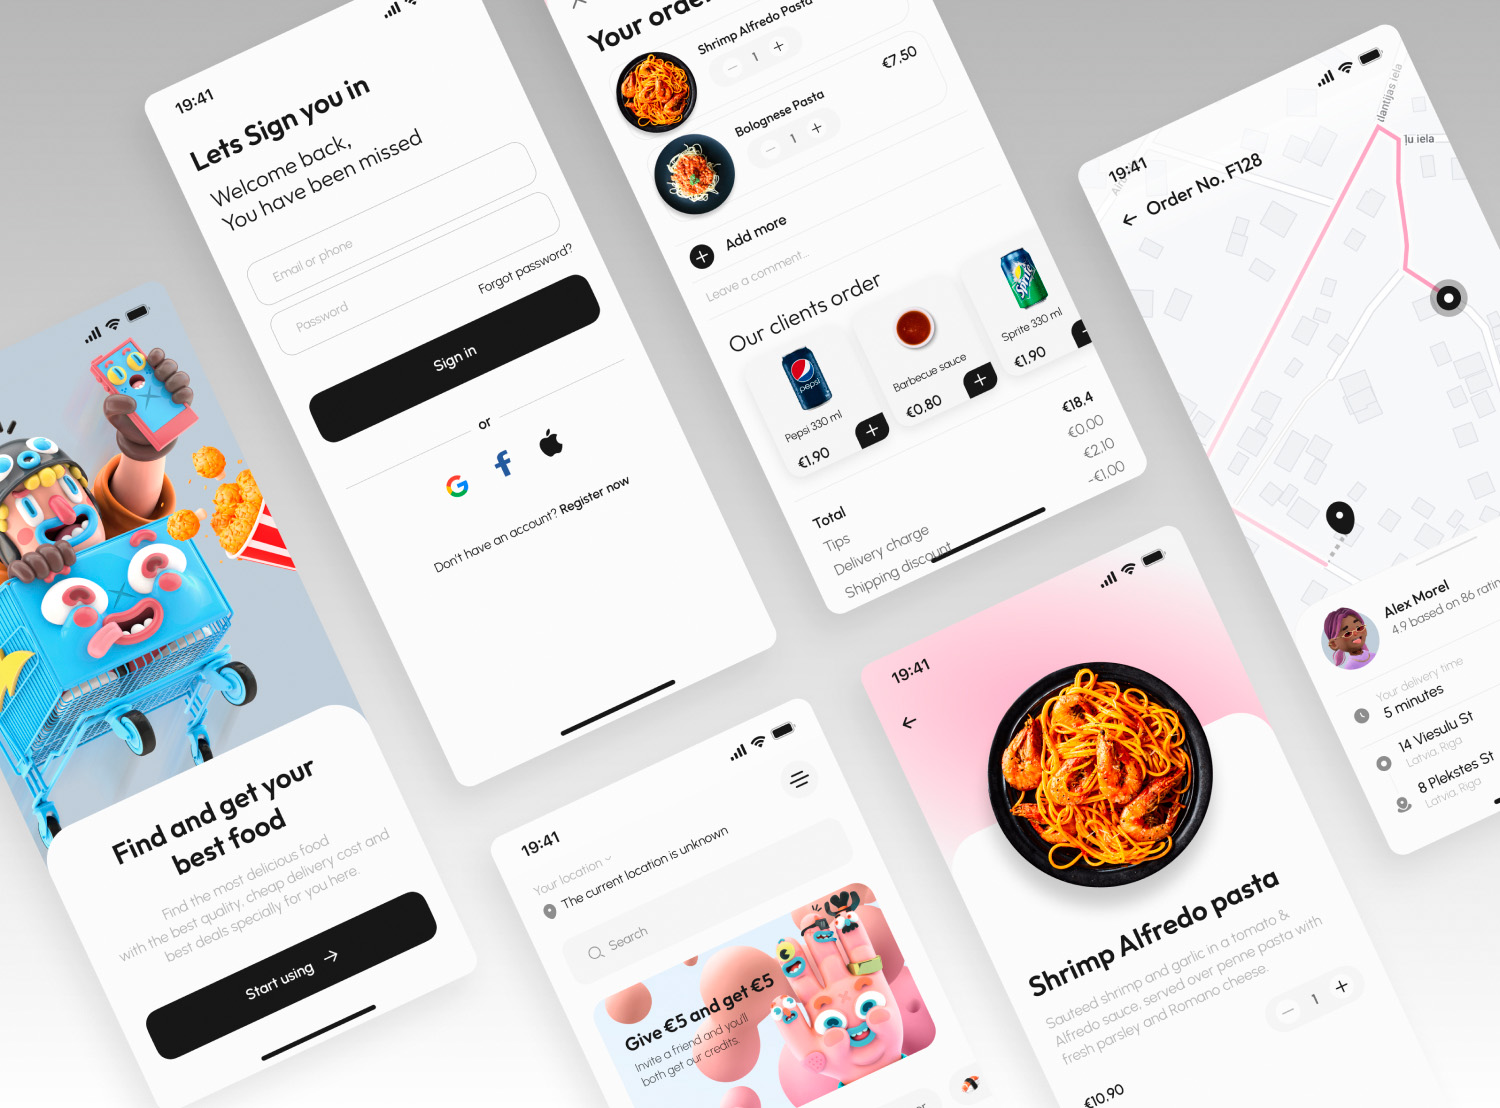 19:41
Lets Sign you in
Welcome back,
You have been missed
Email or phone
Password
Forgot password?
Sign in
or
Don't have an account? Register now
Find and get your
best food
Find the most delicious food
with the best quality, cheap delivery cost and
best deals specially for you here.
Start using
Your
Shrimp Alfredo Pasta
1
€7,50
Bolognese Pasta
1
Add more
Leave a comment...
Our clients order
pepsi
Pepsi 330 ml
€1,90
Barbecue sauce
€0,80
Sprite
Sprite 330 ml
€1,90
Total
€18.4
Tips
€0,00
Delivery charge
€2,10
Shipping discount
-€1,00
19:41
Your location
The current location is unknown
Search
Give €5 and get €5
Invite a friend and you'll
both get our credits.
19:41
Shrimp Alfredo pasta
Sauteed shrimp and garlic in a tomato &
Alfredo sauce, served over penne pasta with
fresh parsley and Romano cheese.
1
€10,90
19:41
Order No. F128
iela
ļu iela
Alex Morel
4.9 based on 86
Your delivery time
5 minutes
14 Viesulu St
Latvia, Riga
8 Plekstes St
Latvia, Riga